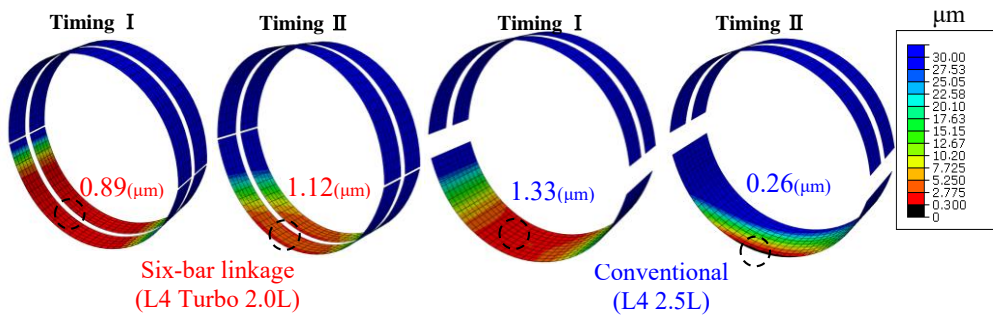 Timing Ⅰ
Timing Ⅱ
Timing Ⅰ
Timing Ⅱ
μm
30.00
27.53
25.05
22.58
20.10
17.63
15.15
12.67
10.20
7.725
5.250
2.775
0.300
0
0.89(μm)
1.12(μm)
1.33(μm)
0.26(μm)
Six-bar linkage
(L4 Turbo 2.0L)
Conventional
(L4 2.5L)